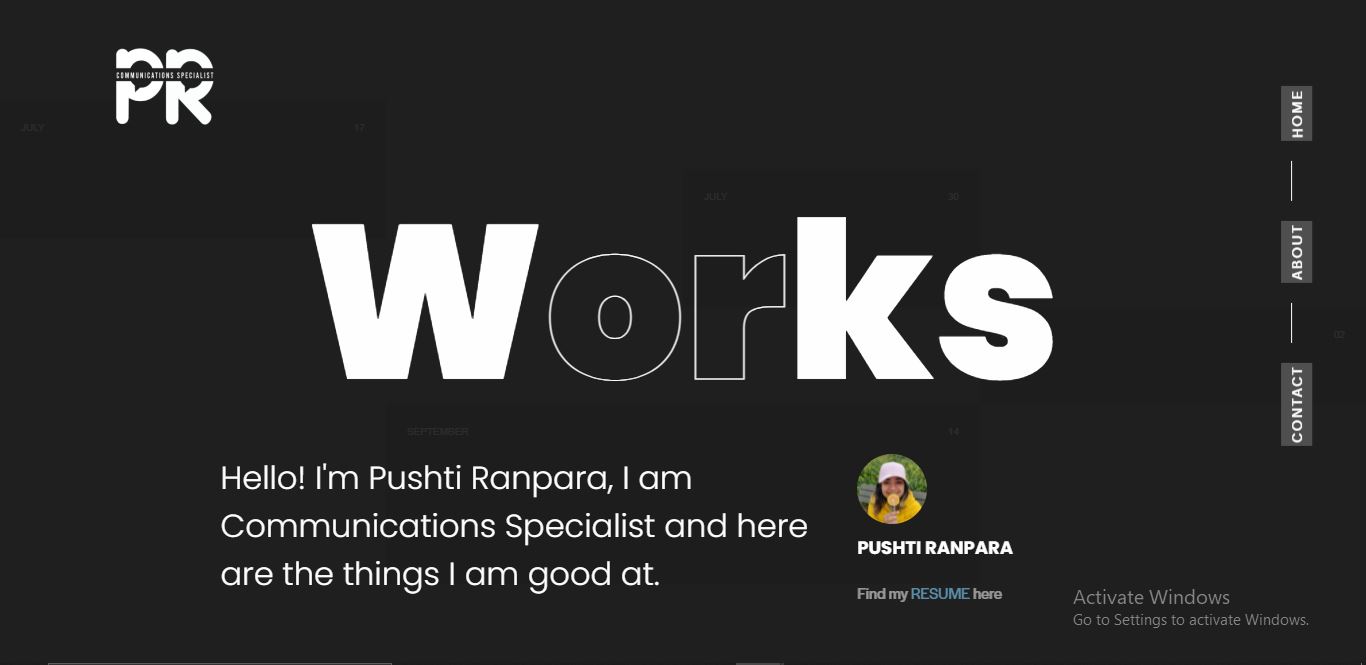 COMMUNICATIONS SPECIALIST
PR
HOME
JULY 17
JULY 30
Works
ABOUT
02
CONTACT
SEPTEMBER 14
Hello! I'm Pushti Ranpara, I am
Communications Specialist and here
are the things I am good at.
PUSHTI RANPARA
Find my RESUME here
Activate Windows
Go to Settings to activate Windows.